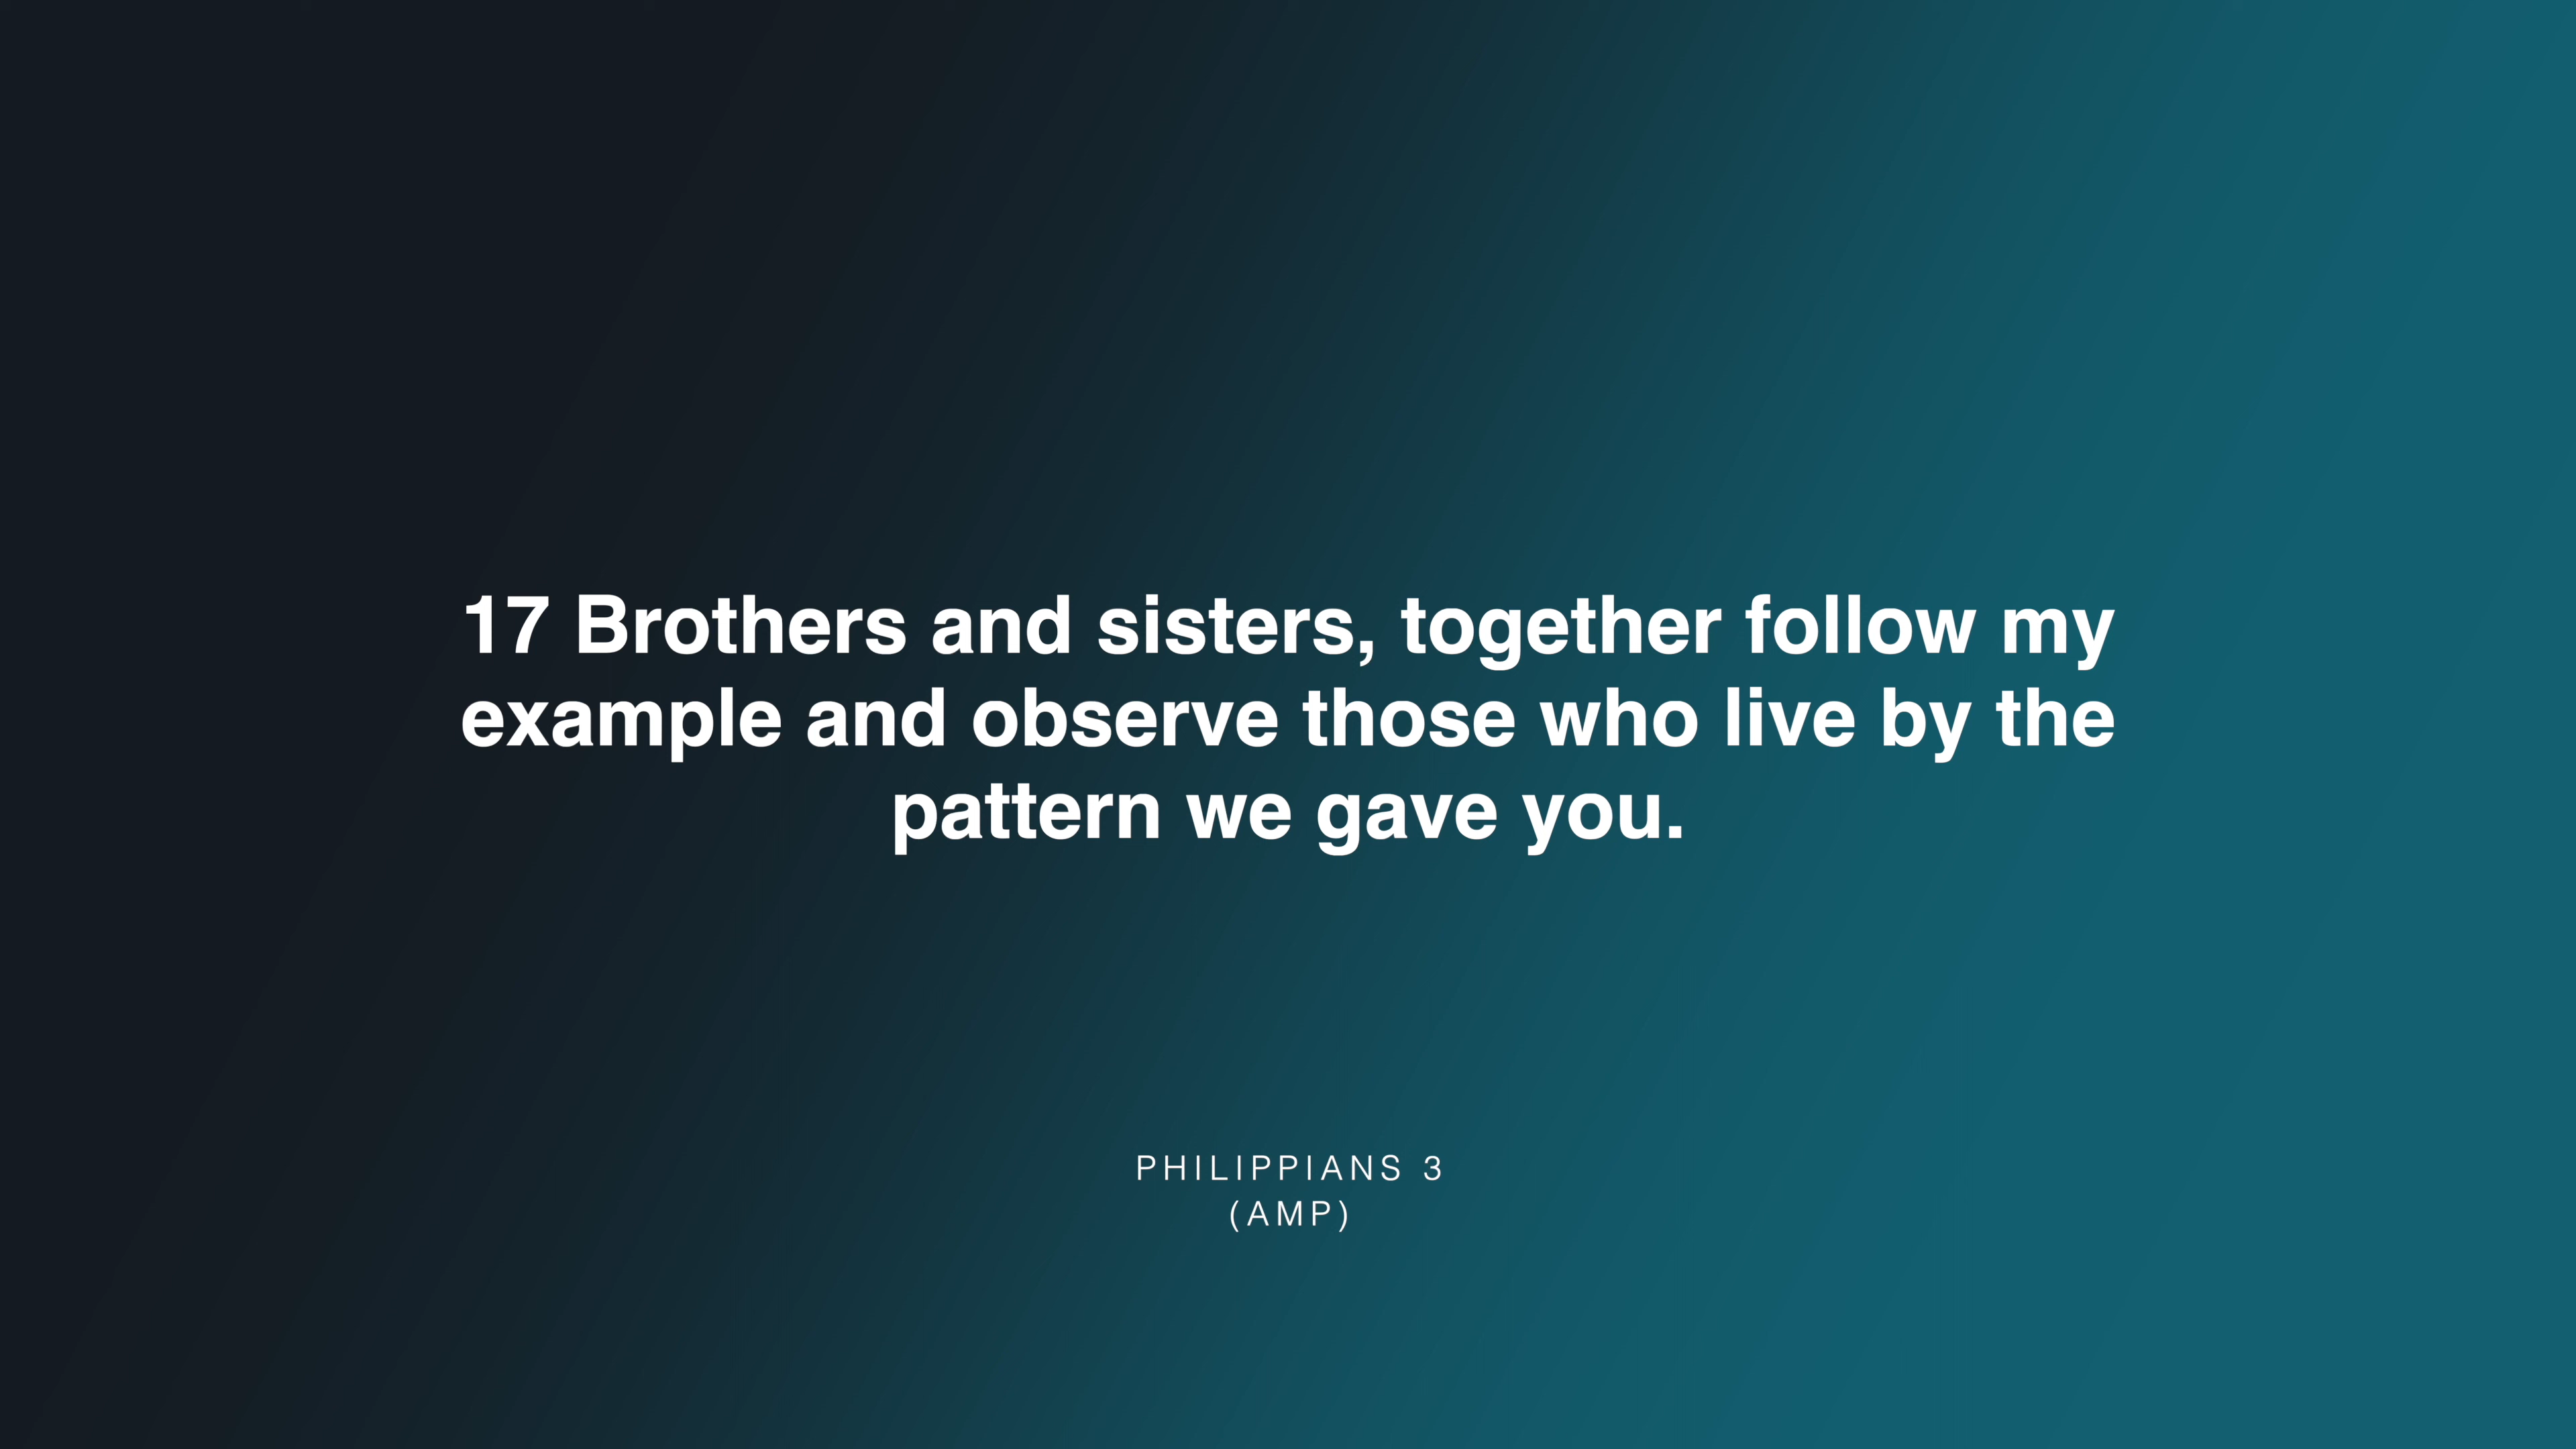 17 Brothers and sisters, together follow my
example and observe those who live by the
pattern we gave you.
PHILIPPIANS 3
(AMP)